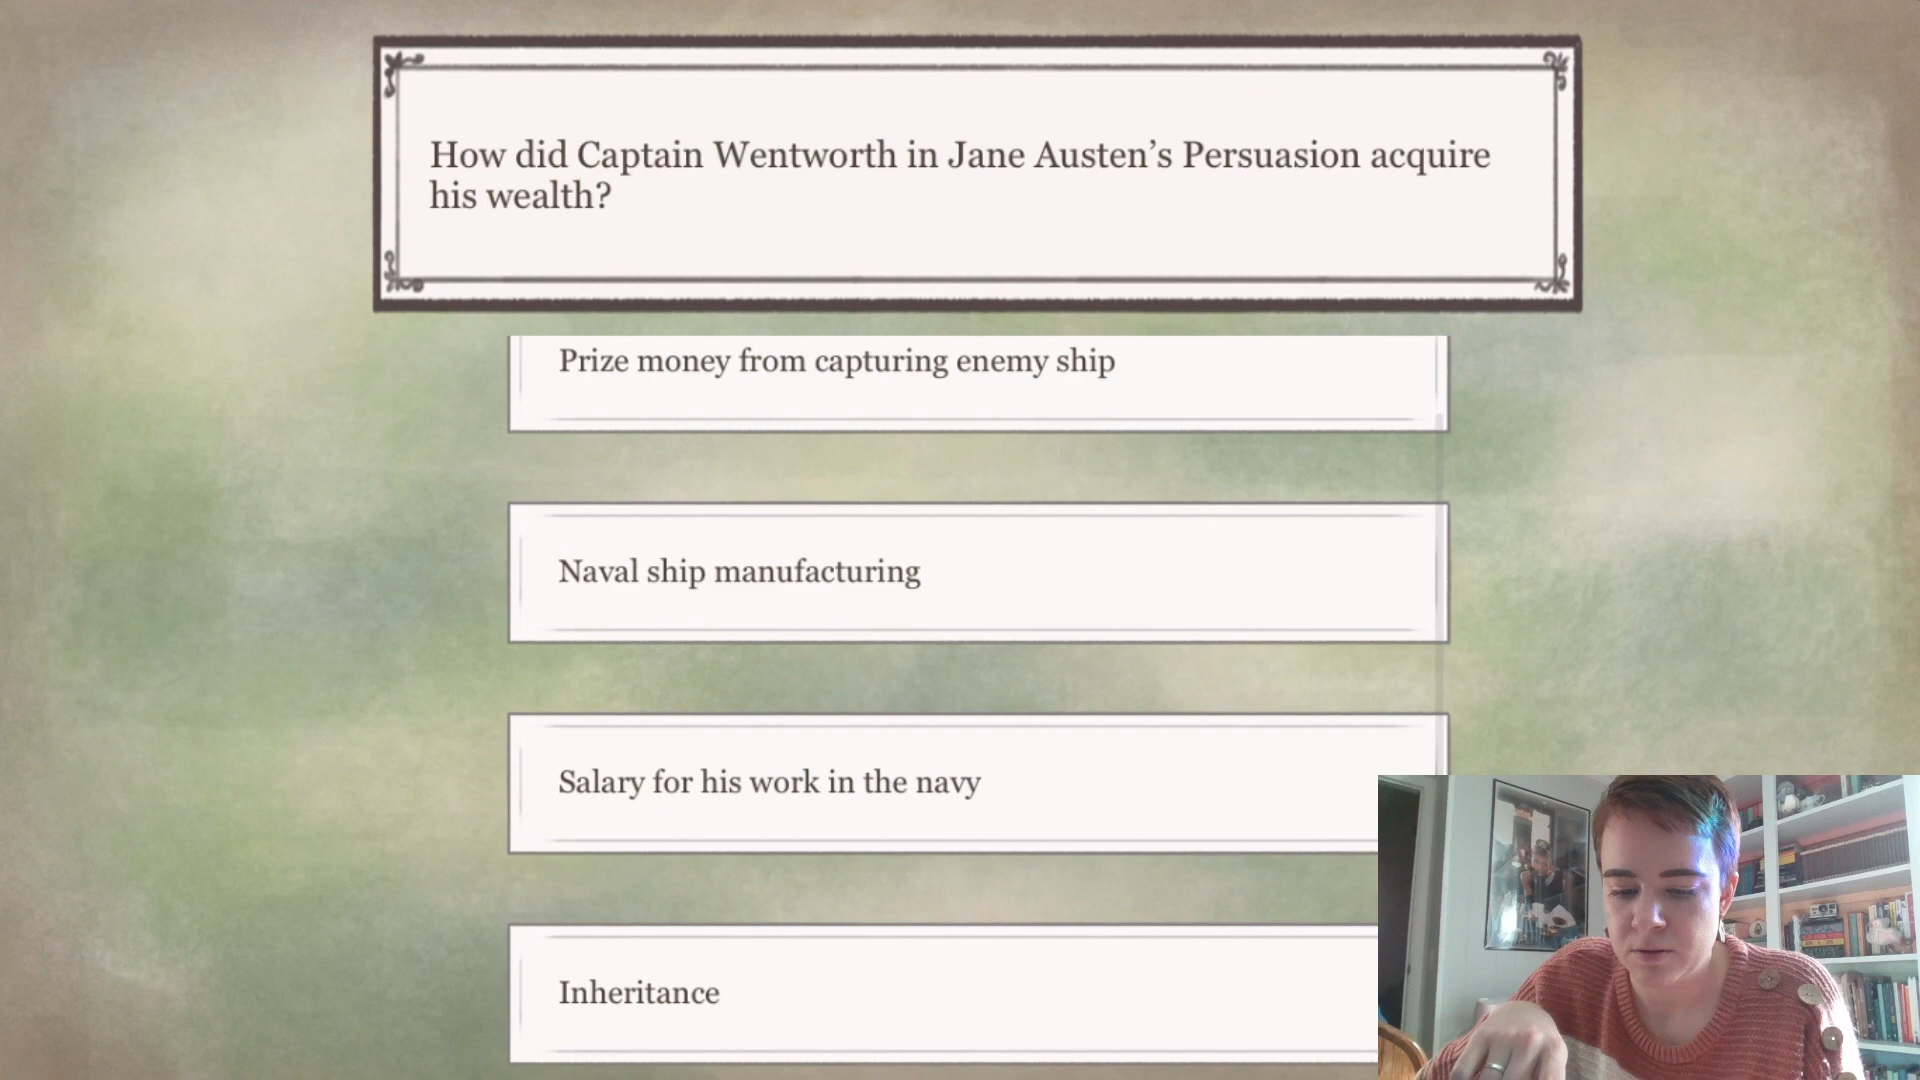 How did Captain Wentworth in Jane Austen’s Persuasion acquire
his wealth?
Prize money from capturing enemy ship
Naval ship manufacturing
Salary for his work in the navy
Inheritance